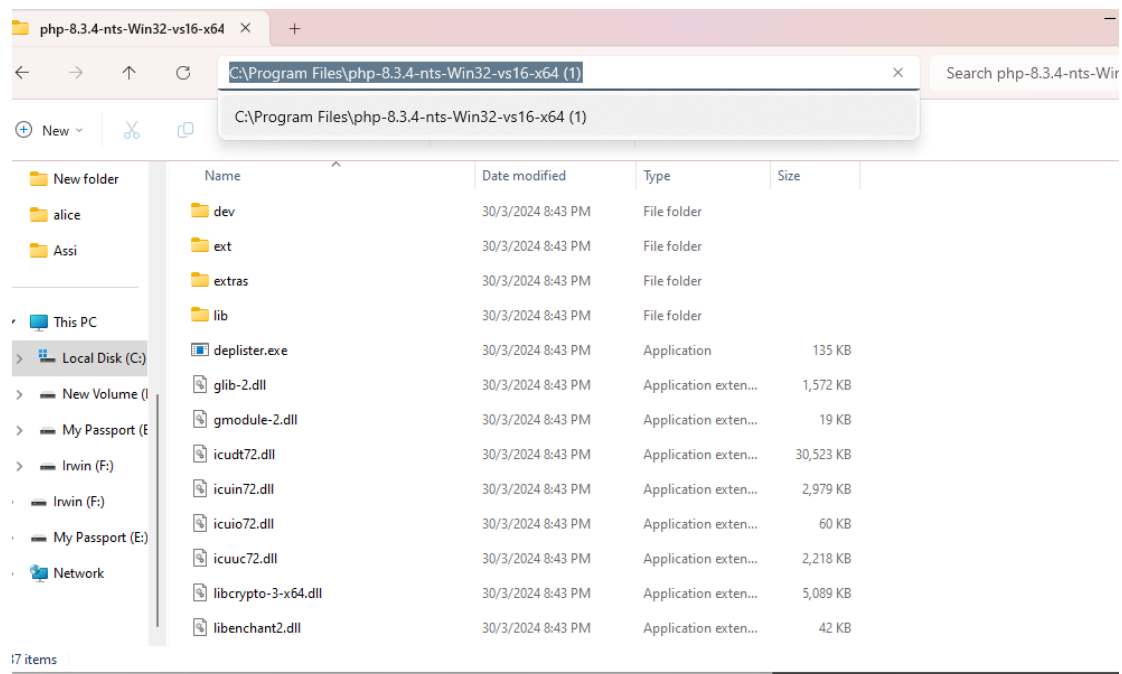 php-8.3.4-nts-Win32-vs16-x64
C:\Program Files\php-8.3.4-nts-Win32-vs16-x64 (1)
Search php-8.3.4-nts-Wir
C:\Program Files\php-8.3.4-nts-Win32-vs16-x64 (1)
New
Name Date modified Type Size
New folder
alice
Assi
This PC
Local Disk (C:)
New Volume (
My Passport (E
Irwin (F:)
Irwin (F:)
My Passport (E:)
Network
dev 30/3/2024 8:43 PM File folder
ext 30/3/2024 8:43 PM File folder
extras 30/3/2024 8:43 PM File folder
lib 30/3/2024 8:43 PM File folder
deplister.exe 30/3/2024 8:43 PM Application 135 KB
glib-2.dll 30/3/2024 8:43 PM Application exten... 1,572 KB
gmodule-2.dll 30/3/2024 8:43 PM Application exten... 19 KB
icudt72.dll 30/3/2024 8:43 PM Application exten... 30,523 KB
icuin72.dll 30/3/2024 8:43 PM Application exten... 2,979 KB
icuio72.dll 30/3/2024 8:43 PM Application exten... 60 KB
icuuc72.dll 30/3/2024 8:43 PM Application exten... 2,218 KB
libcrypto-3-x64.dll 30/3/2024 8:43 PM Application exten... 5,089 KB
libenchant2.dll 30/3/2024 8:43 PM Application exten... 42 KB
7 items